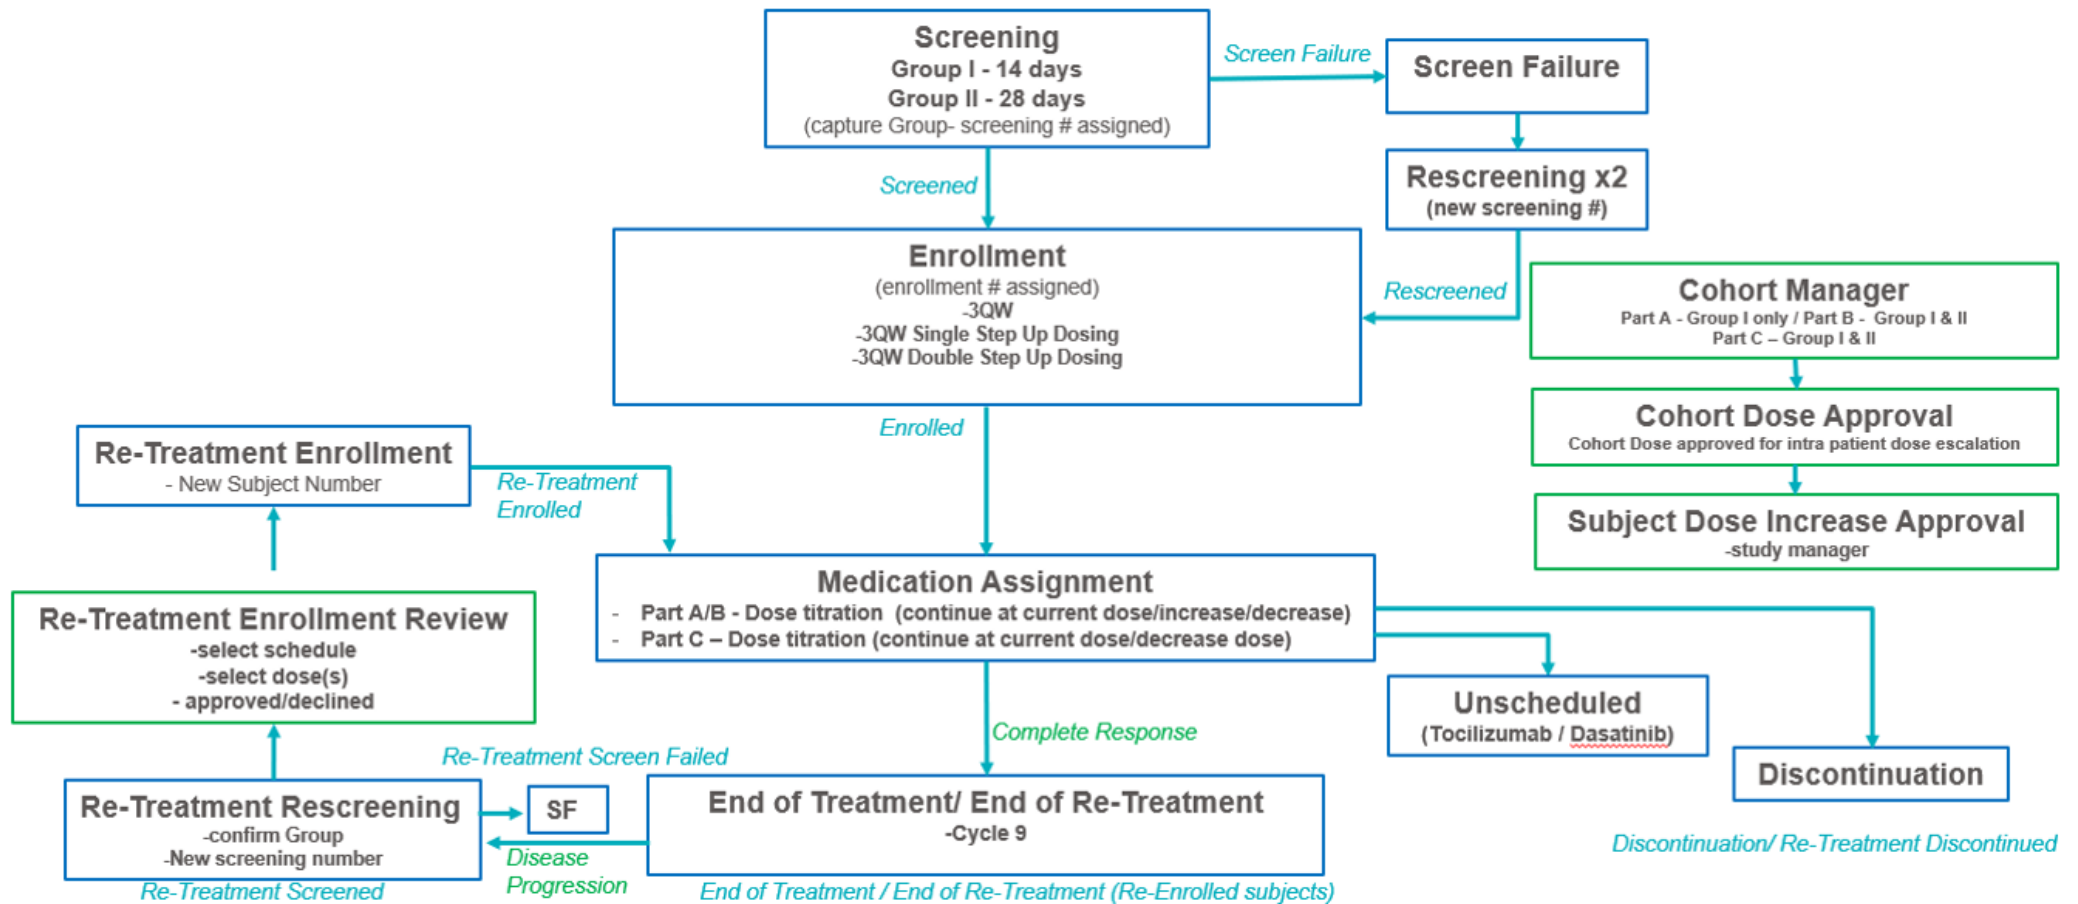 Screening
Group I - 14 days
Group II - 28 days
(capture Group- screening # assigned)
Screen Failure
Screen Failure
Screened
Rescreening x2
(new screening #)
Rescreened
Enrollment
(enrollment # assigned)
-3QW
-3QW Single Step Up Dosing
-3QW Double Step Up Dosing
Cohort Manager
Part A - Group I only / Part B -  Group I & II
Part C – Group I & II
Cohort Dose Approval
Cohort Dose approved for intra patient dose escalation
Subject Dose Increase Approval
-study manager
Enrolled
Re-Treatment Enrollment
- New Subject Number
Re-Treatment
Enrolled
Medication Assignment
- Part A/B - Dose titration  (continue at current dose/increase/decrease)
- Part C – Dose titration (continue at current dose/decrease dose)
Re-Treatment Enrollment Review
-select schedule
-select dose(s)
- approved/declined
Unscheduled
(Tocilizumab / Dasatinib)
Discontinuation
Discontinuation/ Re-Treatment Discontinued
Complete Response
Re-Treatment Screen Failed
Re-Treatment Rescreening
-confirm Group
-New screening number
Re-Treatment Screened
SF
Disease
Progression
End of Treatment/ End of Re-Treatment
-Cycle 9
End of Treatment / End of Re-Treatment (Re-Enrolled subjects)